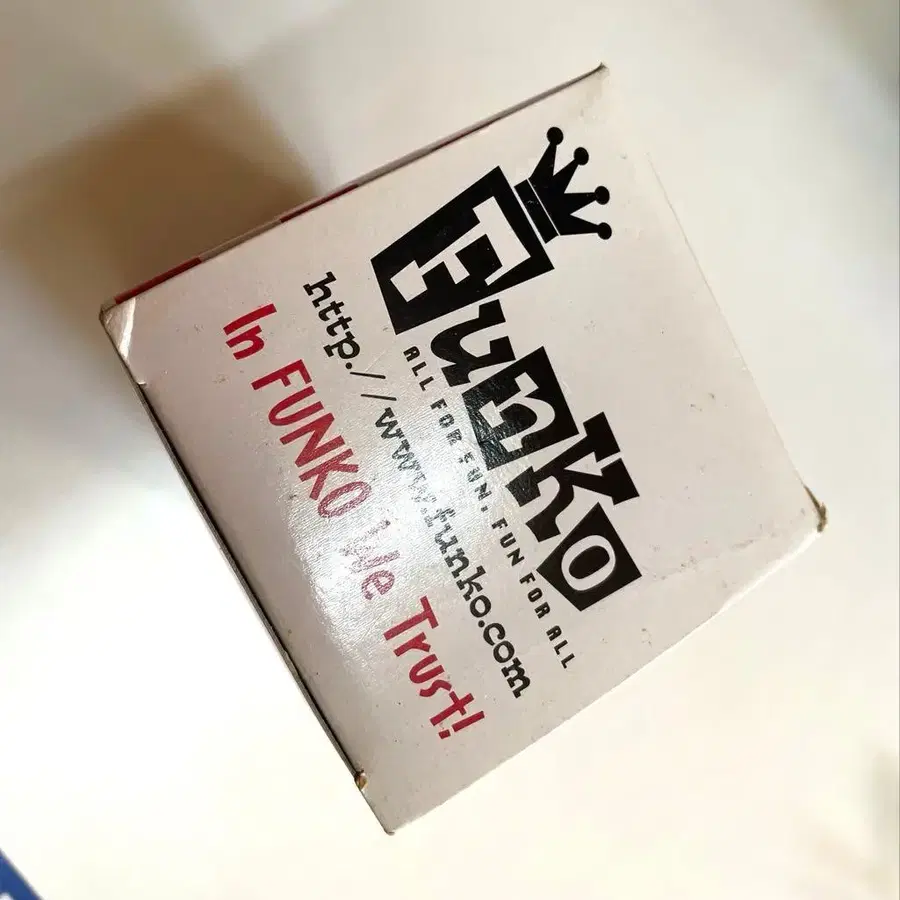 Funko
ALL FOR FUN, FUN FOR ALL
http://www.funko.com
In FUNKO We Trust!